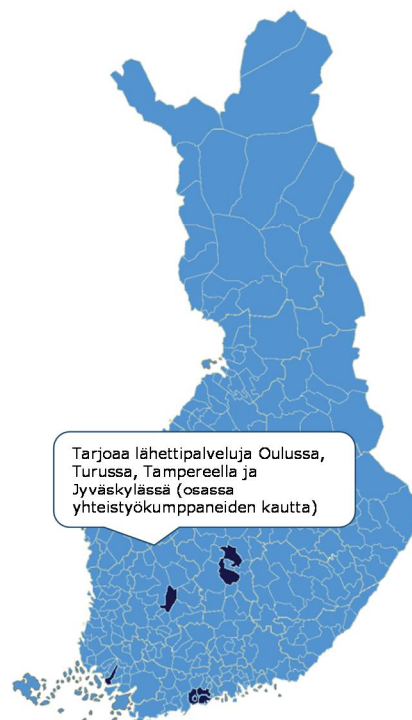 Tarjoaa lähettipalveluja Oulussa,
Turussa, Tampereella ja
Jyväskylässä (osassa
yhteistyökumppaneiden kautta)